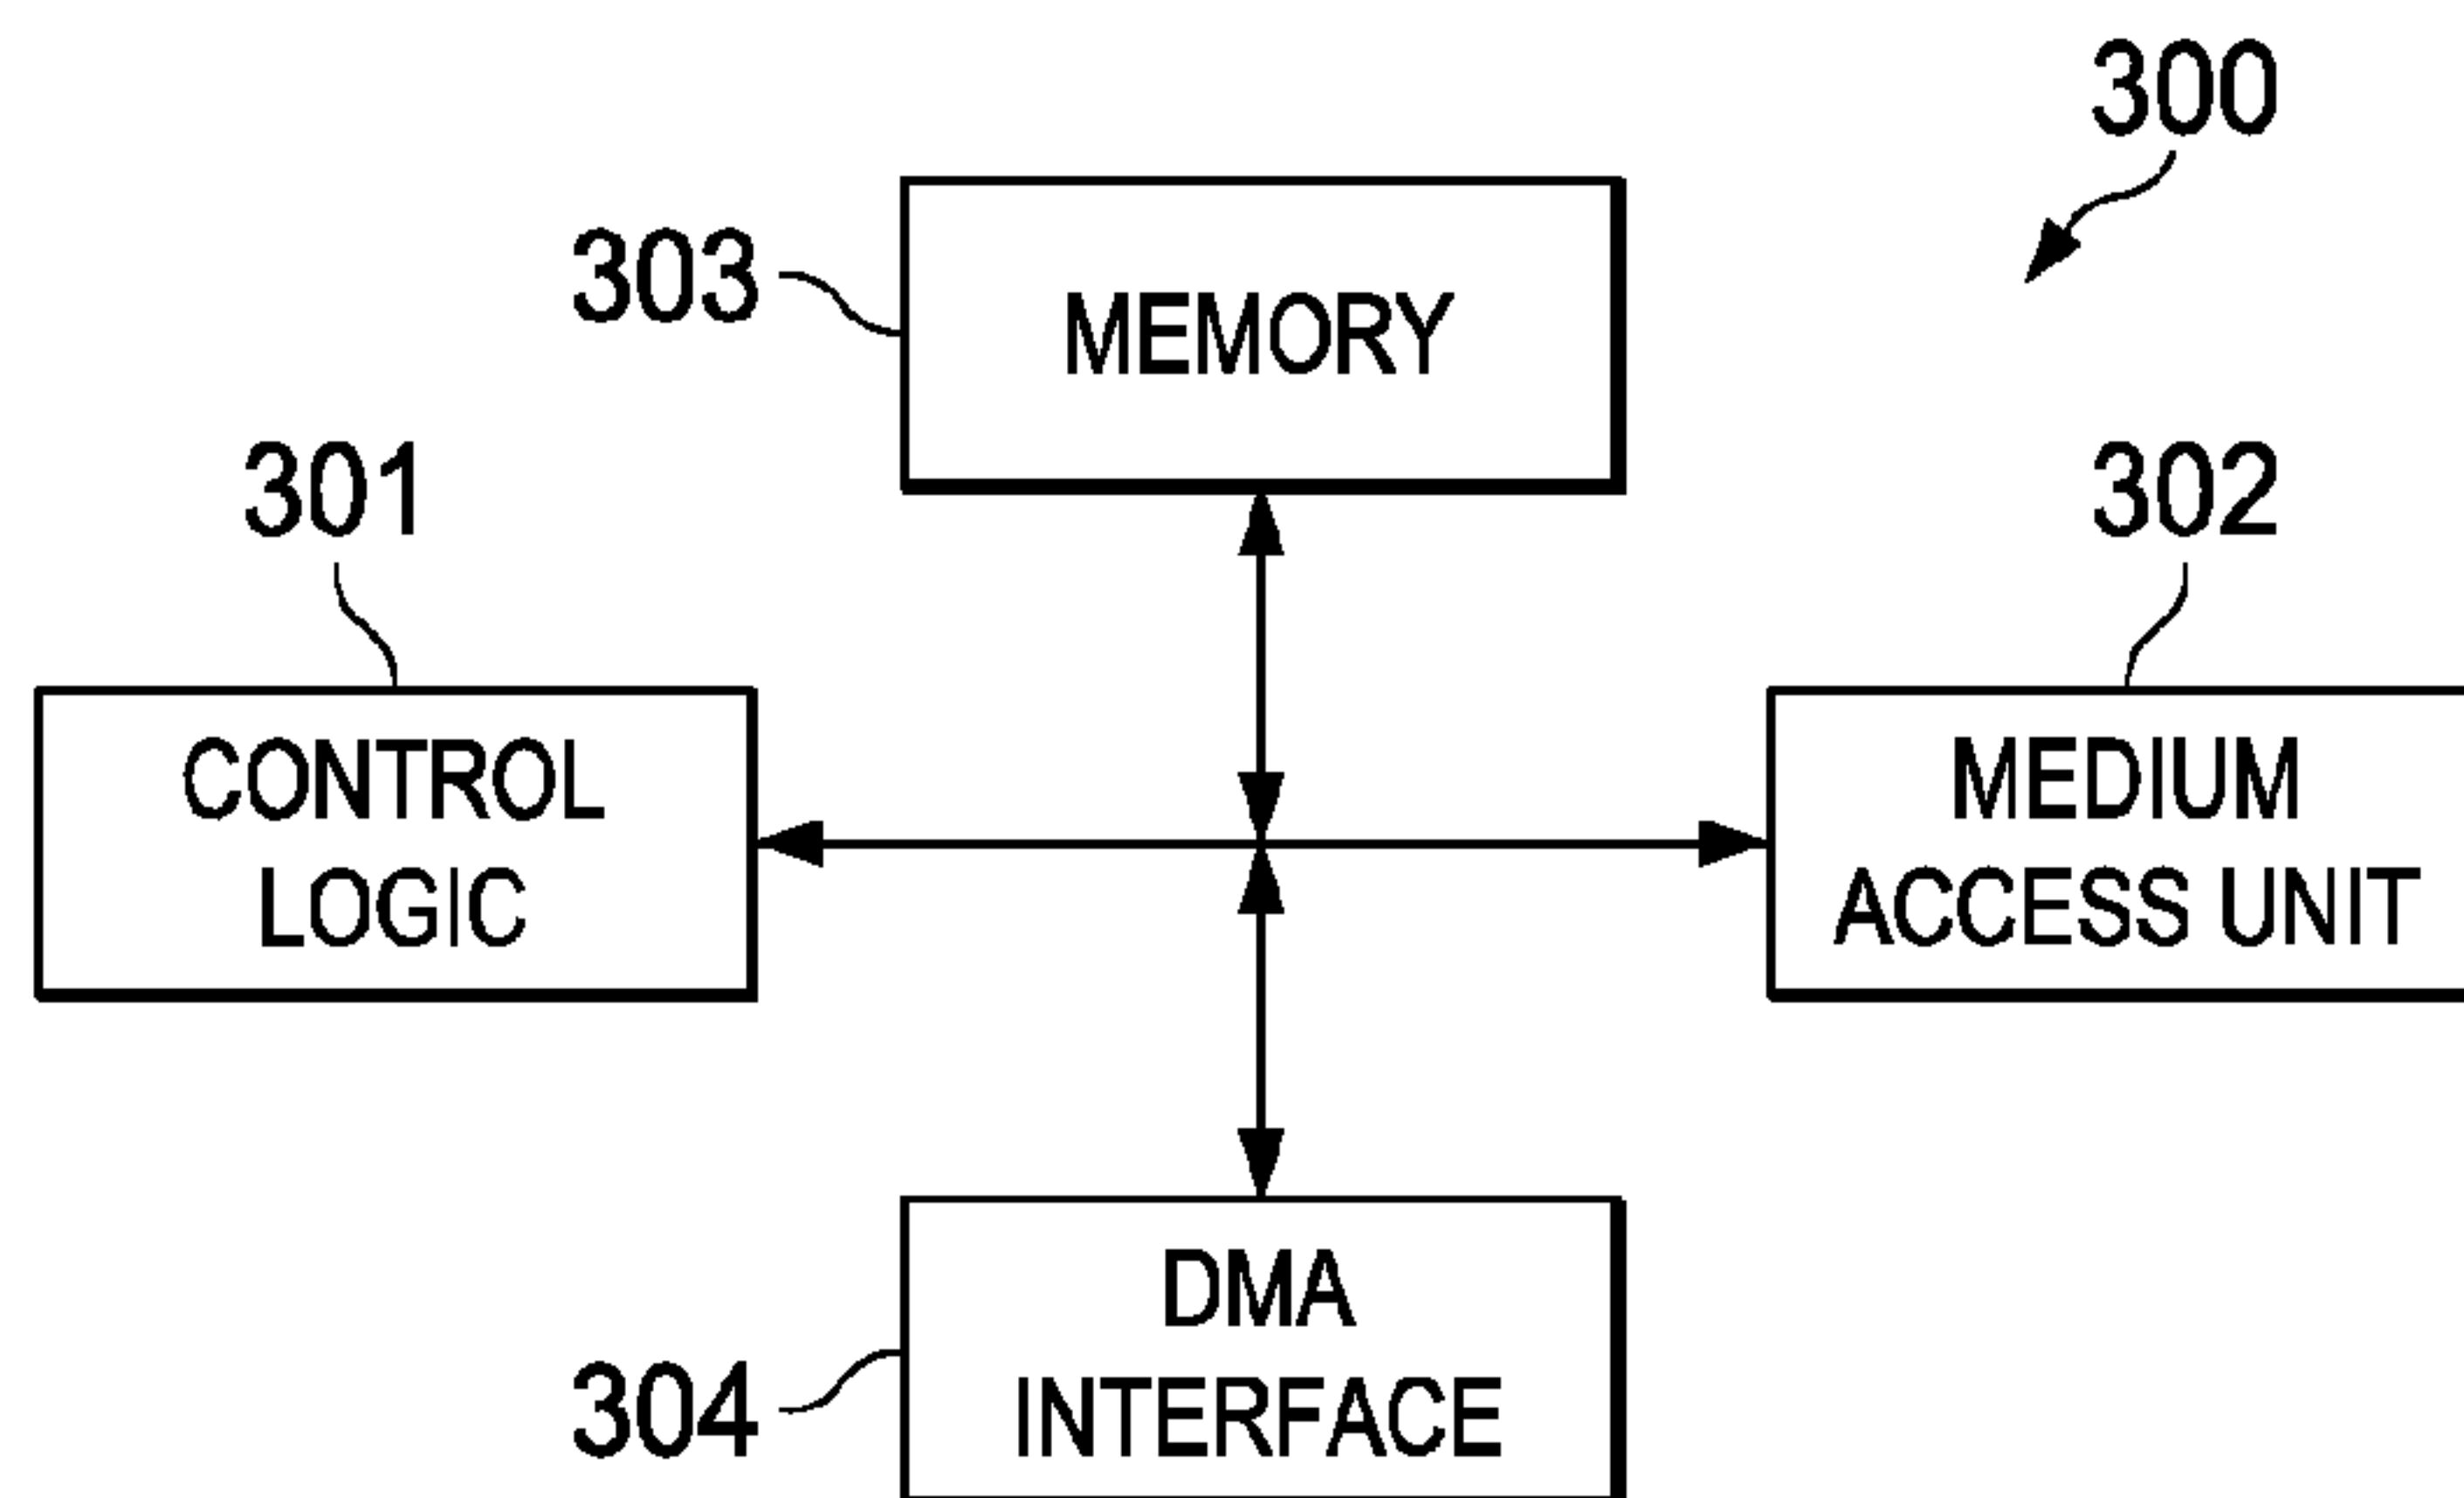 300
303
MEMORY
301
302
CONTROL
LOGIC
MEDIUM
ACCESS UNIT
DMA
INTERFACE
304